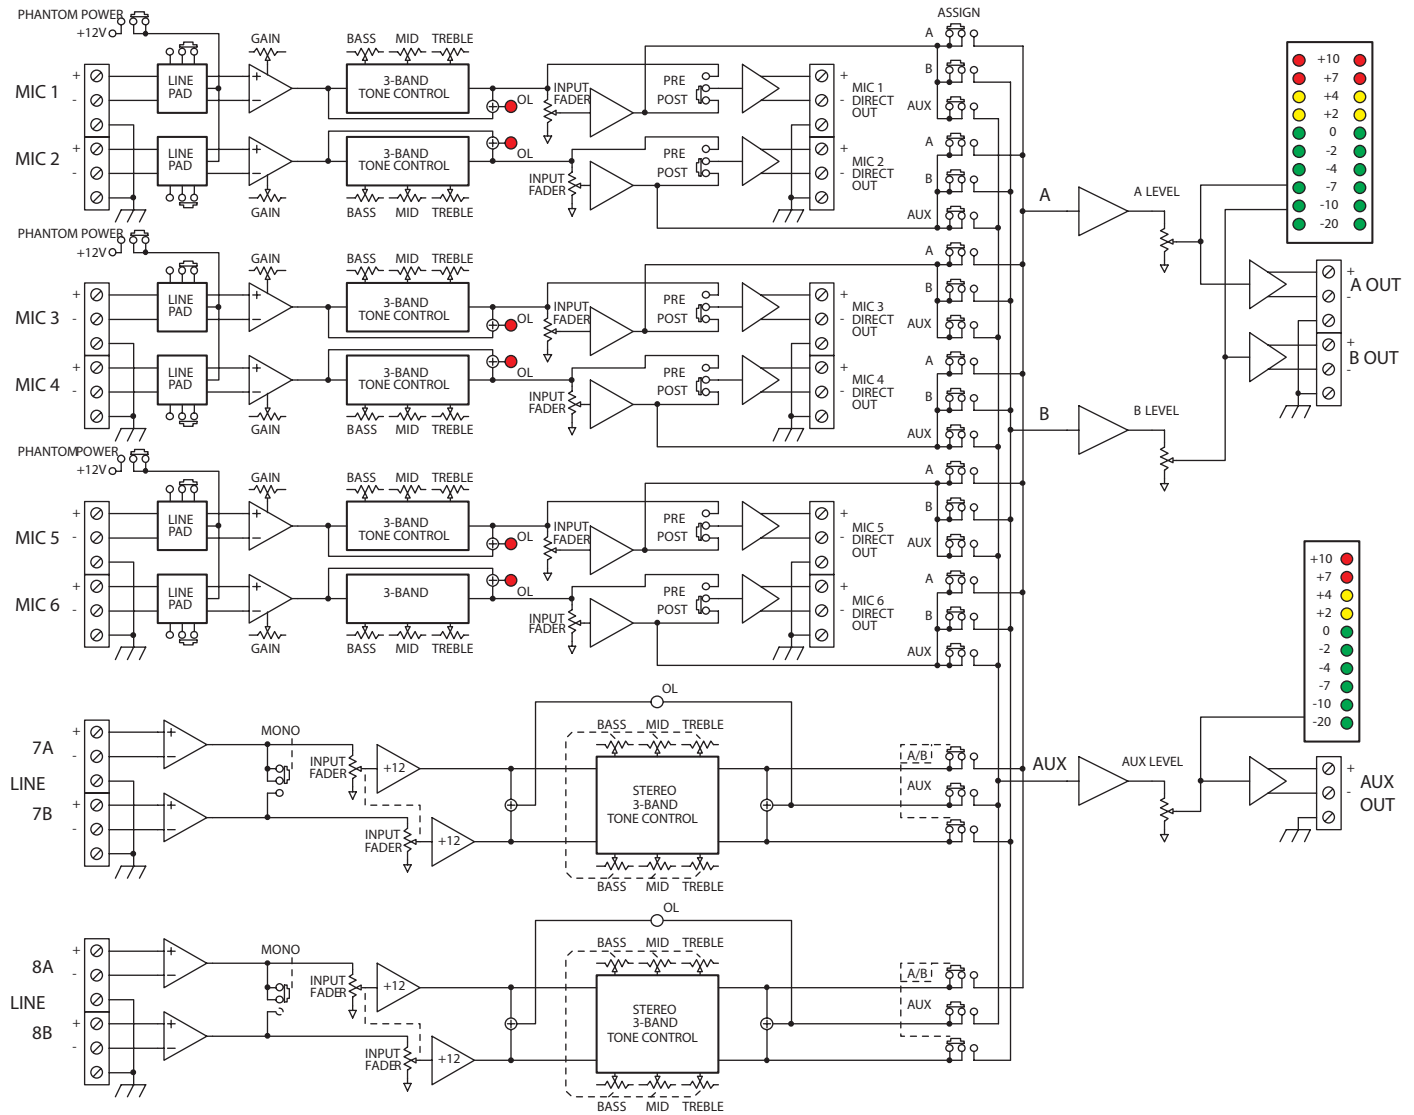 PHANTOM POWER
+12V
GAIN
BASS MID TREBLE
ASSIGN
MIC 1
+
-
LINE PAD
+
−
3-BAND TONE CONTROL
OL
INPUT FADER
PRE
POST
+
-
MIC 1 DIRECT OUT
A
B
AUX
MIC 2
+
-
LINE PAD
+
−
3-BAND TONE CONTROL
OL
INPUT FADER
PRE
POST
+
-
MIC 2 DIRECT OUT
A
B
AUX
GAIN
BASS MID TREBLE
PHANTOM POWER
+12V
GAIN
BASS MID TREBLE
MIC 3
+
-
LINE PAD
+
−
3-BAND TONE CONTROL
OL
INPUT FADER
PRE
POST
+
-
MIC 3 DIRECT OUT
A
B
AUX
MIC 4
+
-
LINE PAD
+
−
3-BAND TONE CONTROL
OL
INPUT FADER
PRE
POST
+
-
MIC 4 DIRECT OUT
A
B
AUX
GAIN
BASS MID TREBLE
PHANTOM POWER
+12V
GAIN
BASS MID TREBLE
MIC 5
+
-
LINE PAD
+
−
3-BAND TONE CONTROL
OL
INPUT FADER
PRE
POST
+
-
MIC 5 DIRECT OUT
A
B
AUX
MIC 6
+
-
LINE PAD
+
−
3-BAND
OL
INPUT FADER
PRE
POST
+
-
MIC 6 DIRECT OUT
A
B
AUX
GAIN
BASS MID TREBLE
OL
7A
LINE
7B
+
-
+
-
+
−
+
−
MONO
INPUT FADER
+12
INPUT FADER
+12
BASS MID TREBLE
STEREO
3-BAND
TONE CONTROL
BASS MID TREBLE
A/B
AUX
OL
8A
LINE
8B
+
-
+
-
+
−
+
−
MONO
INPUT FADER
+12
INPUT FADER
+12
BASS MID TREBLE
STEREO
3-BAND
TONE CONTROL
BASS MID TREBLE
A/B
AUX
A
A LEVEL
+10
+7
+4
+2
0
-2
-4
-7
-10
-20
+
-
A OUT
+
-
B OUT
B
B LEVEL
+10
+7
+4
+2
0
-2
-4
-7
-10
-20
AUX
AUX LEVEL
+
-
AUX OUT